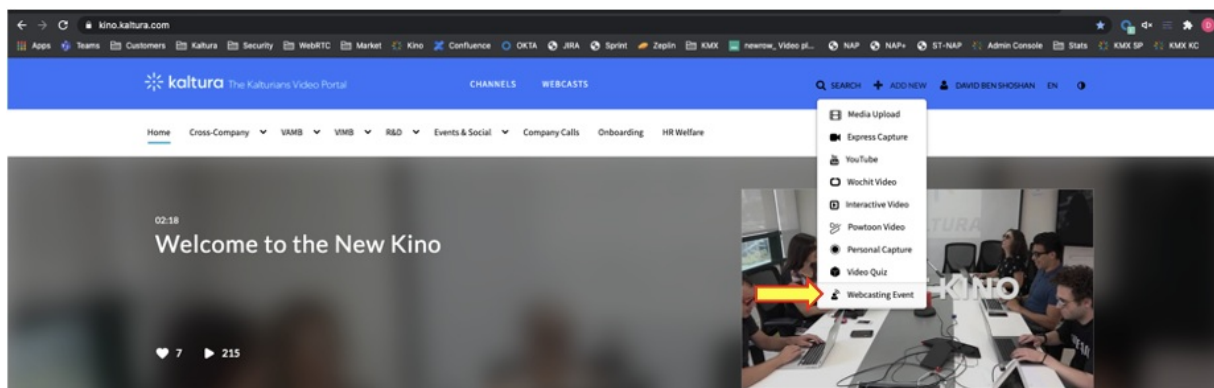 kino.kaltura.com
Apps Teams Customers Kaltura Security WebRTC Market Kino Confluence OKTA JIRA Sprint Zeplin KMX newrow_ Video pl... NAP NAP+ ST-NAP Admin Console Stats KMX SP KMX KC
kaltura The Kalturians Video Portal CHANNELS WEBCASTS SEARCH ADD NEW DAVID BEN SHOSHAN EN
Home Cross-Company VAMB VIMB R&D Events & Social Company Calls Onboarding HR Welfare
Media Upload
Express Capture
YouTube
Wochit Video
Interactive Video
Powtoon Video
Personal Capture
Video Quiz
Webcasting Event
02:18
Welcome to the New Kino
7 215
KINO